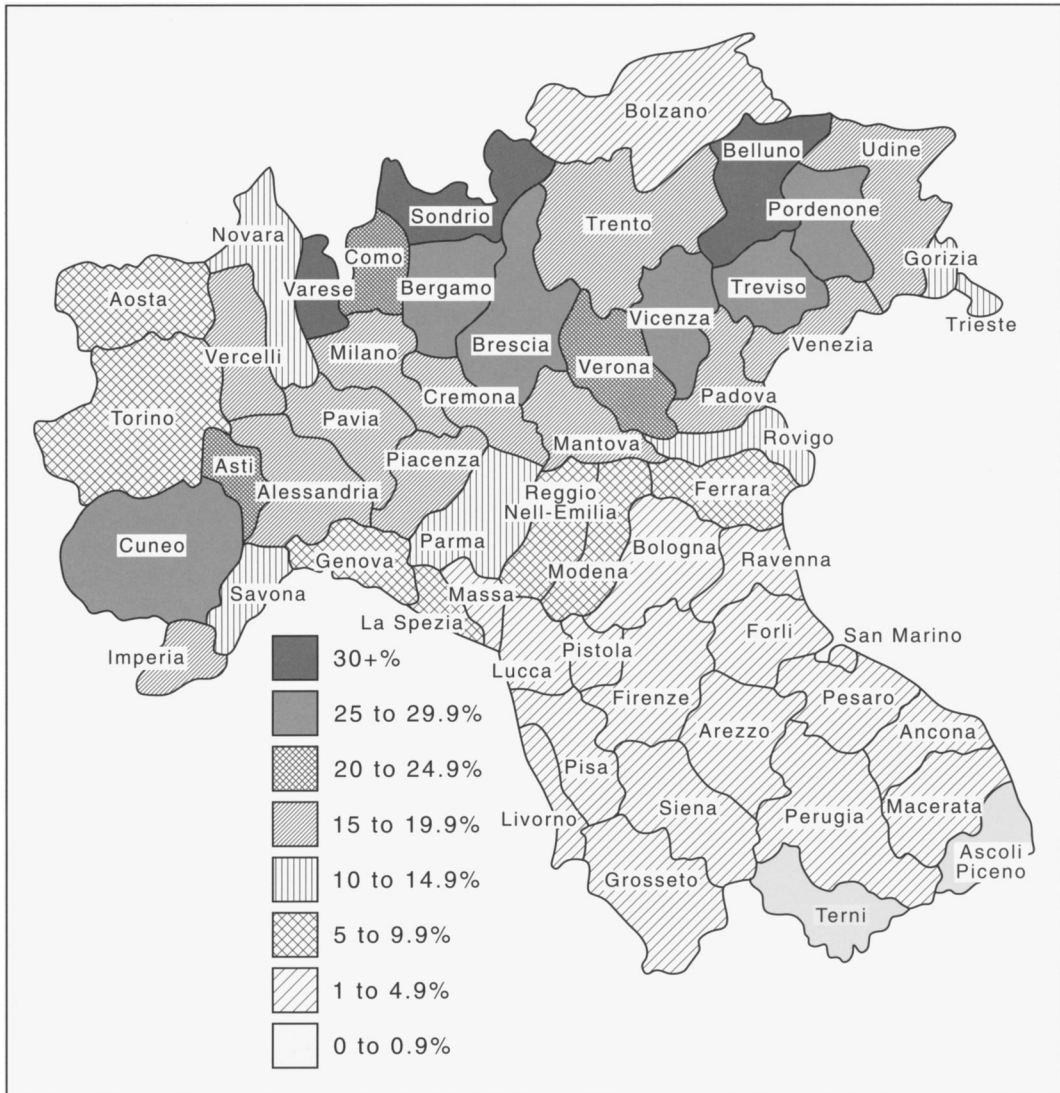 Bolzano
Belluno
Udine
Sondrio
Trento
Pordenone
Novara
Como
Gorizia
Aosta
Varese
Bergamo
Treviso
Vicenza
Trieste
Vercelli
Milano
Brescia
Verona
Venezia
Cremona
Padova
Torino
Pavia
Mantova
Rovigo
Asti
Piacenza
Alessandria
Reggio
Nell-Emilia
Ferrara
Cuneo
Genova
Parma
Bologna
Modena
Ravenna
Savona
Massa
La Spezia
Forli
San Marino
Imperia
Lucca
Pistola
Firenze
Pesaro
Arezzo
Ancona
Pisa
Siena
Perugia
Macerata
Livorno
Ascoli
Piceno
Grosseto
Terni
30+%
25 to 29.9%
20 to 24.9%
15 to 19.9%
10 to 14.9%
5 to 9.9%
1 to 4.9%
0 to 0.9%